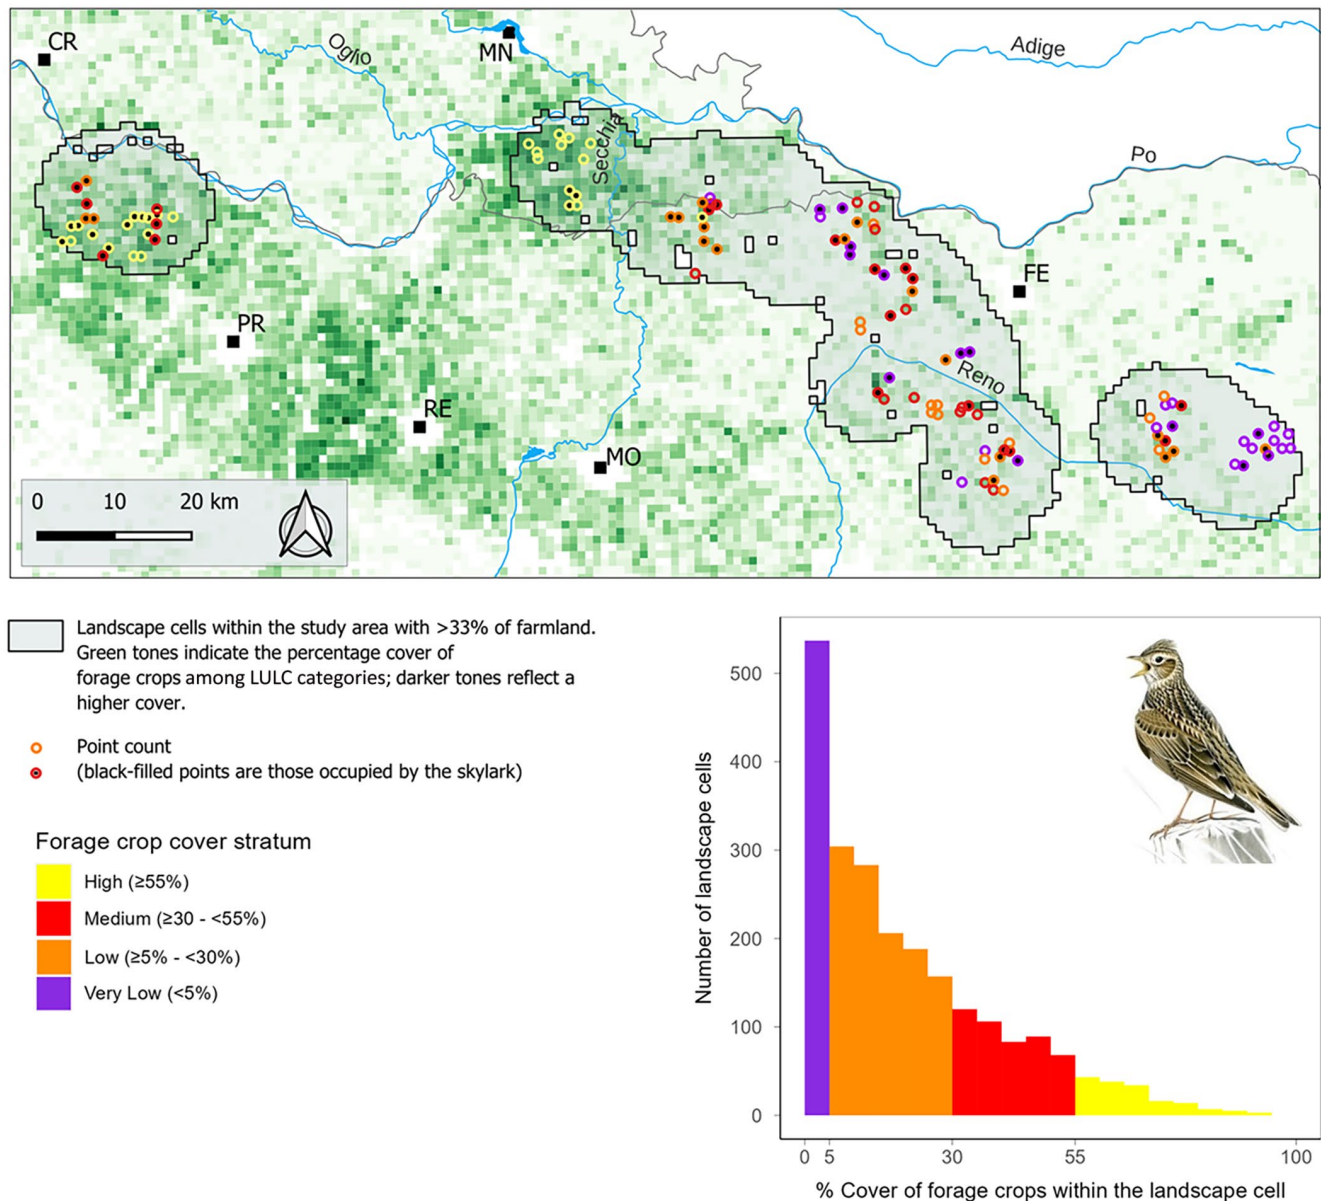 CR
Oglio
MN
Adige
Secchia
Po
FE
PR
Reno
RE
MO
0 10 20 km
Landscape cells within the study area with >33% of farmland.
Green tones indicate the percentage cover of
forage crops among LULC categories; darker tones reflect a
higher cover.
Point count
(black-filled points are those occupied by the skylark)
Forage crop cover stratum
High (≥55%)
Medium (≥30 - <55%)
Low (≥5% - <30%)
Very Low (<5%)
Number of landscape cells
500
400
300
200
100
0
0 5 30 55 100
% Cover of forage crops within the landscape cell